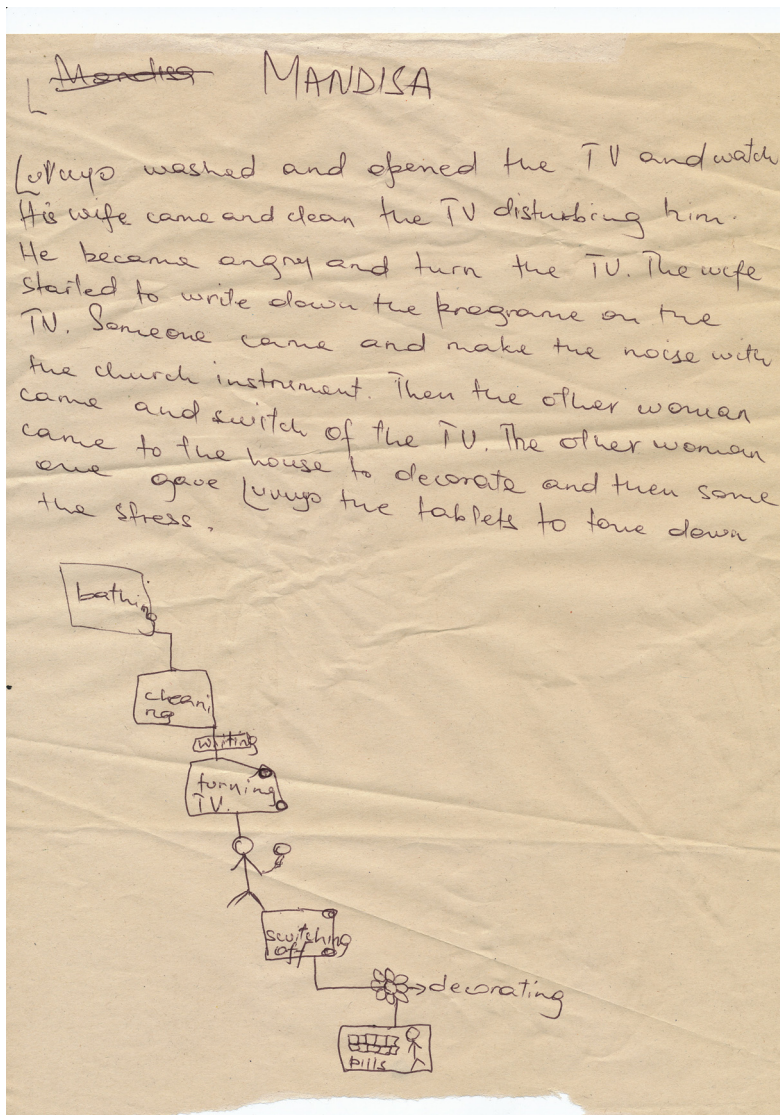 Mandisa MANDISA
Luvuyo washed and opened the TV and watch
His wife came and clean the TV disturbing him.
He became angry and turn the TV. The wife
started to write down the programe on the
TV. Someone came and make the noise with
the church instrument. Then the other woman
came and switch of the TV. The other woman
came to the house to decorate and then some
one gave Luvuyo the tablets to tone down
the stress.
bathing
cleani
ng
writing
turning
TV.
switching
off
decorating
pills